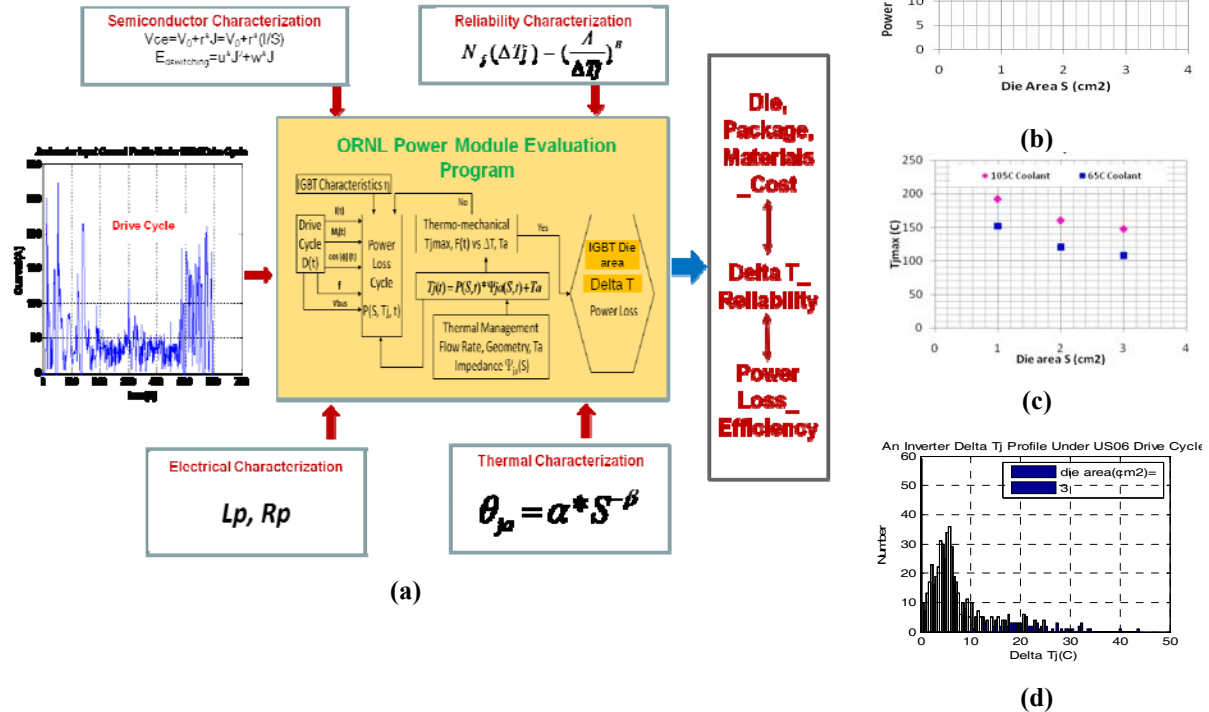 Semiconductor Characterization
Vce=V0+r*J=V0+r*(I/S)
Edswitching=u*J²+w*J
Reliability Characterization
Drive Cycle
ORNL Power Module Evaluation
Program
IGBT Characteristics η
Drive
Cycle
D(t)
I(t)
M(t)
cos(φ)(t)
f
Vbus
Power
Loss
Cycle
P(S, Tj, t)
No
Thermo-mechanical
Tjmax, F(t) vs ΔT, Ta
Yes
Tj(t)=P(S,t)*Ψja(S,t)+Ta
Thermal Management
Flow Rate, Geometry, Ta
Impedance Ψja(S)
IGBT Die
area
Delta T
Power Loss
Die,
Package,
Materials
_Cost
Delta T_
Reliability
Power
Loss_
Efficiency
Electrical Characterization
Lp, Rp
Thermal Characterization
θja=α*S^-β
(a)
Power
10
5
0
0 1 2 3 4
Die Area S (cm2)
(b)
105C Coolant 65C Coolant
Tjmax (C)
250
200
150
100
50
0
0 1 2 3 4
Die area S (cm2)
(c)
An Inverter Delta Tj Profile Under US06 Drive Cycle
die area(cm2)=
3
Number
60
50
40
30
20
10
0
0 10 20 30 40 50
Delta Tj(C)
(d)